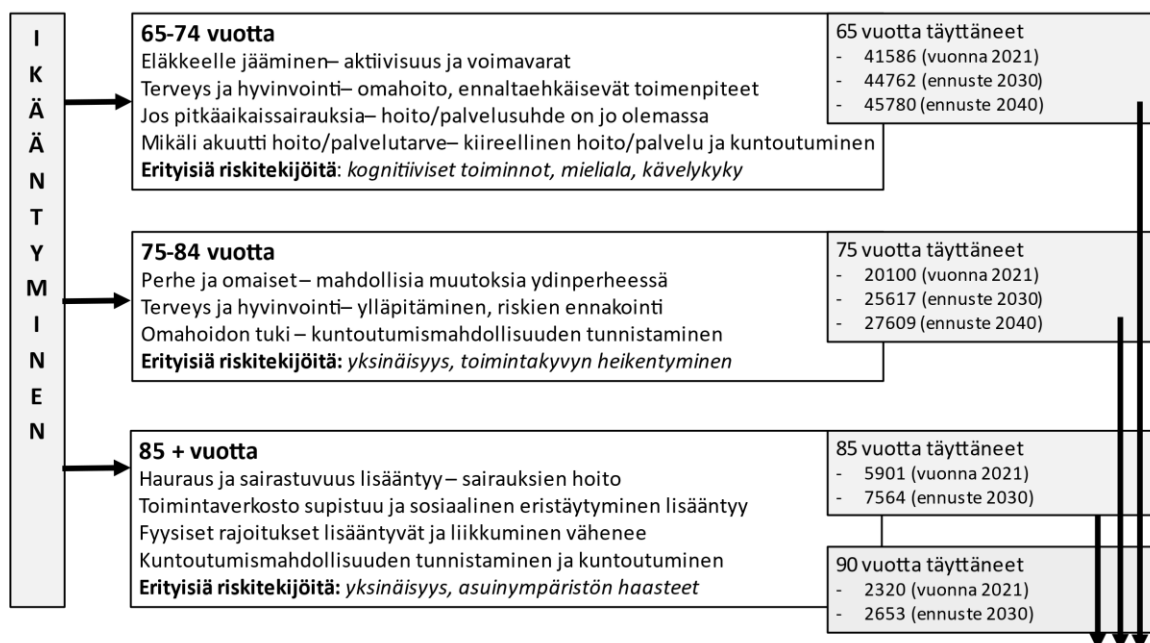 IKÄÄNTYMINEN
65-74 vuotta
Eläkkeelle jääminen– aktiivisuus ja voimavarat
Terveys ja hyvinvointi– omahoito, ennaltaehkäisevät toimenpiteet
Jos pitkäaikaissairauksia– hoito/palvelusuhde on jo olemassa
Mikäli akuutti hoito/palvelutarve– kiireellinen hoito/palvelu ja kuntoutuminen
Erityisiä riskitekijöitä: kognitiiviset toiminnot, mieliala, kävelykyky
65 vuotta täyttäneet
- 41586 (vuonna 2021)
- 44762 (ennuste 2030)
- 45780 (ennuste 2040)
75-84 vuotta
Perhe ja omaiset – mahdollisia muutoksia ydinperheessä
Terveys ja hyvinvointi– ylläpitäminen, riskien ennakointi
Omahoidon tuki – kuntoutumismahdollisuuden tunnistaminen
Erityisiä riskitekijöitä: yksinäisyys, toimintakyvyn heikentyminen
75 vuotta täyttäneet
- 20100 (vuonna 2021)
- 25617 (ennuste 2030)
- 27609 (ennuste 2040)
85 + vuotta
Hauraus ja sairastuvuus lisääntyy – sairauksien hoito
Toimintaverkosto supistuu ja sosiaalinen eristäytyminen lisääntyy
Fyysiset rajoitukset lisääntyvät ja liikkuminen vähenee
Kuntoutumismahdollisuuden tunnistaminen ja kuntoutuminen
Erityisiä riskitekijöitä: yksinäisyys, asuinympäristön haasteet
85 vuotta täyttäneet
- 5901 (vuonna 2021)
- 7564 (ennuste 2030)
90 vuotta täyttäneet
- 2320 (vuonna 2021)
- 2653 (ennuste 2030)